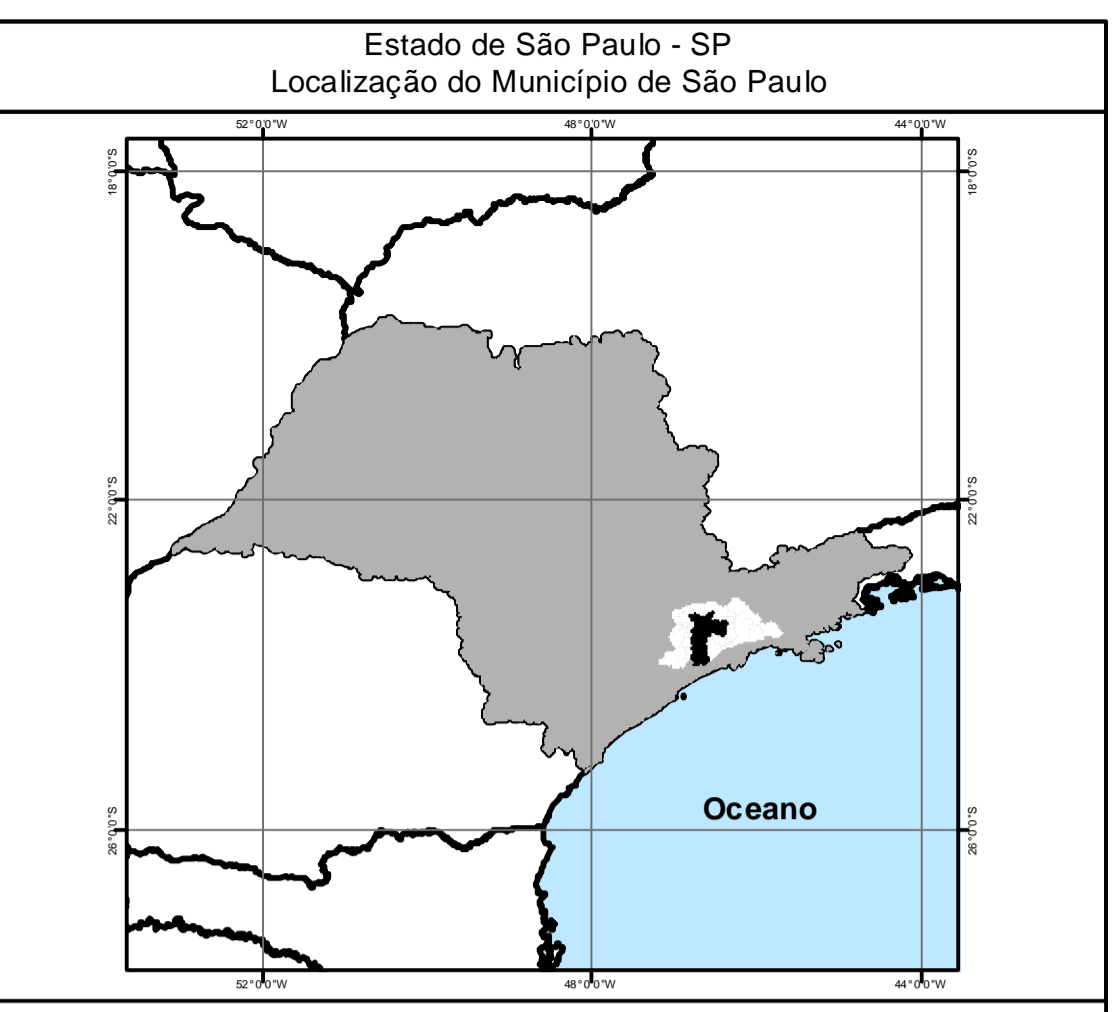 Estado de São Paulo - SP
Localização do Município de São Paulo
52°0'0"W
48°0'0"W
44°0'0"W
18°0'0"S
18°0'0"S
22°0'0"S
22°0'0"S
Oceano
26°0'0"S
26°0'0"S
52°0'0"W
48°0'0"W
44°0'0"W